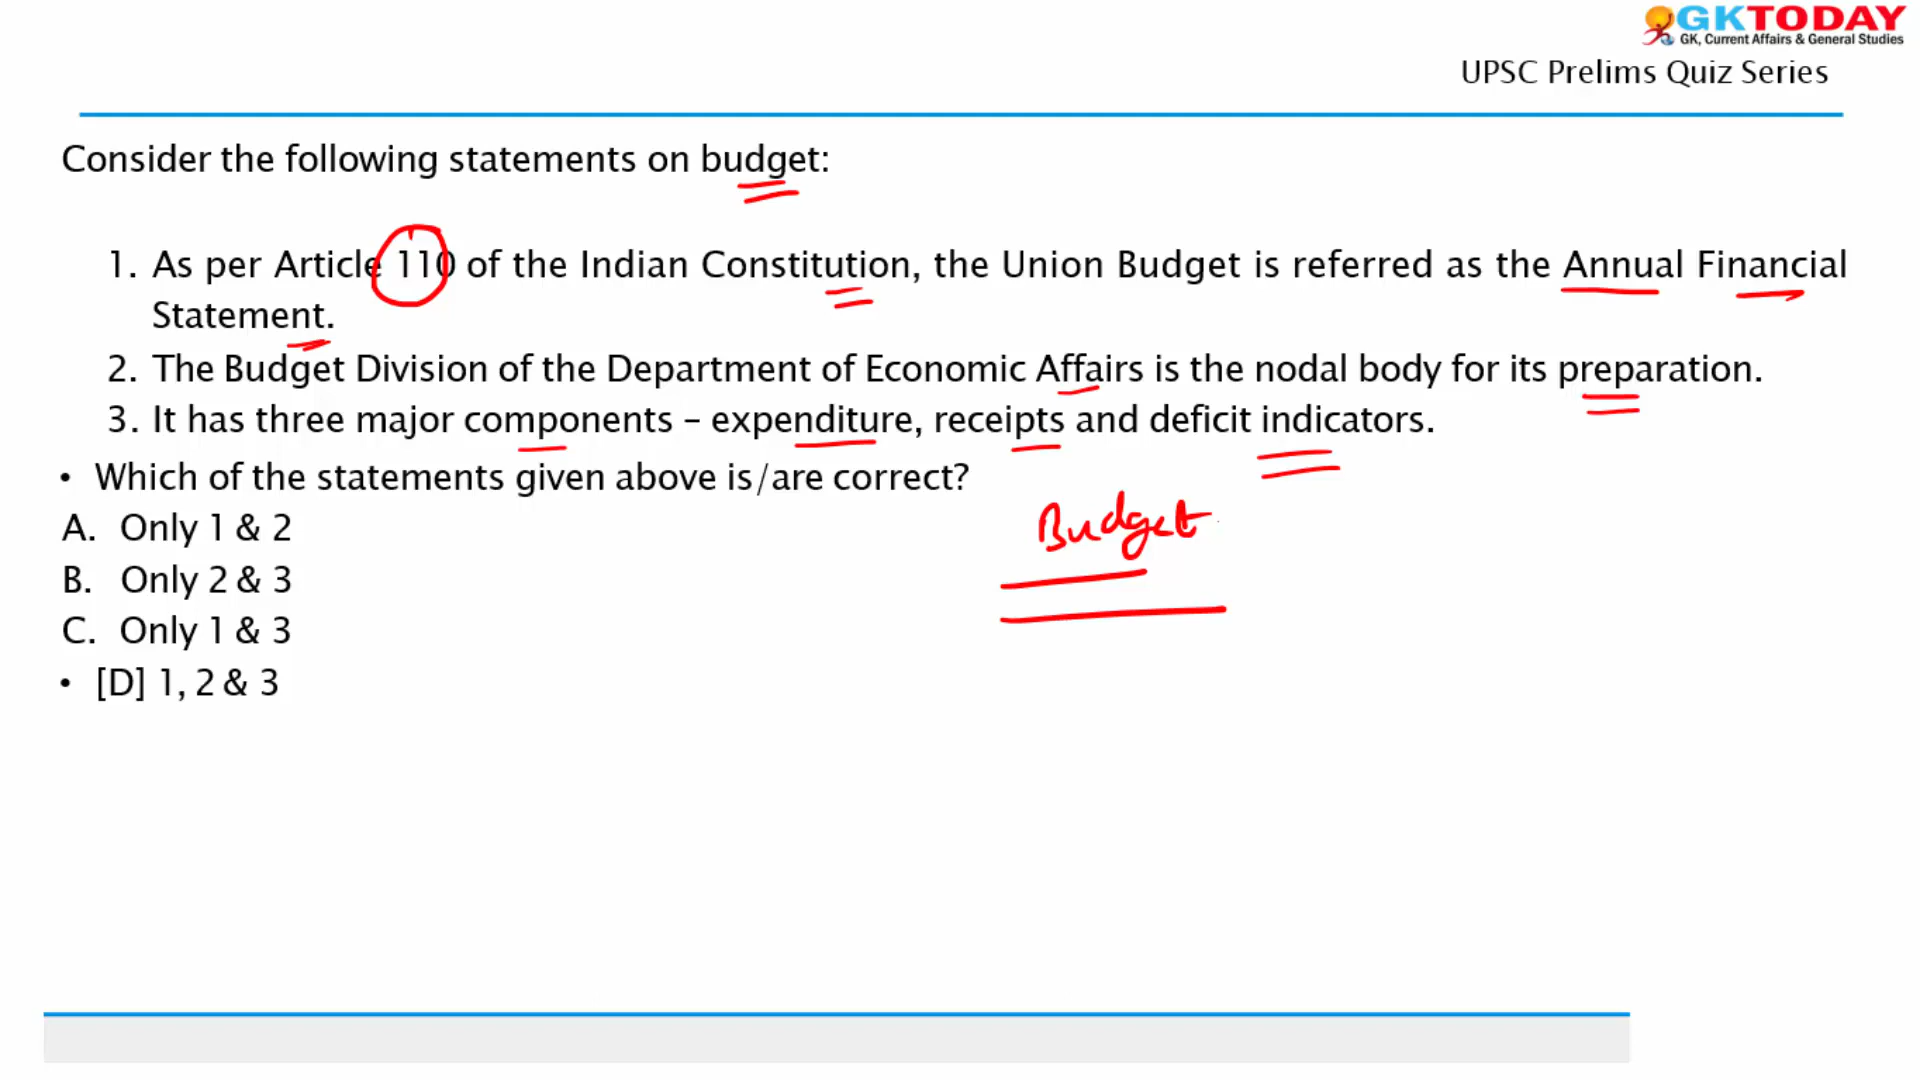 GKTODAY
GK, Current Affairs & General Studies
UPSC Prelims Quiz Series
Consider the following statements on budget:
1. As per Article 110 of the Indian Constitution, the Union Budget is referred as the Annual Financial
Statement.
2. The Budget Division of the Department of Economic Affairs is the nodal body for its preparation.
3. It has three major components – expenditure, receipts and deficit indicators.
• Which of the statements given above is/are correct?
A. Only 1 & 2
Budget
B. Only 2 & 3
C. Only 1 & 3
• [D] 1, 2 & 3